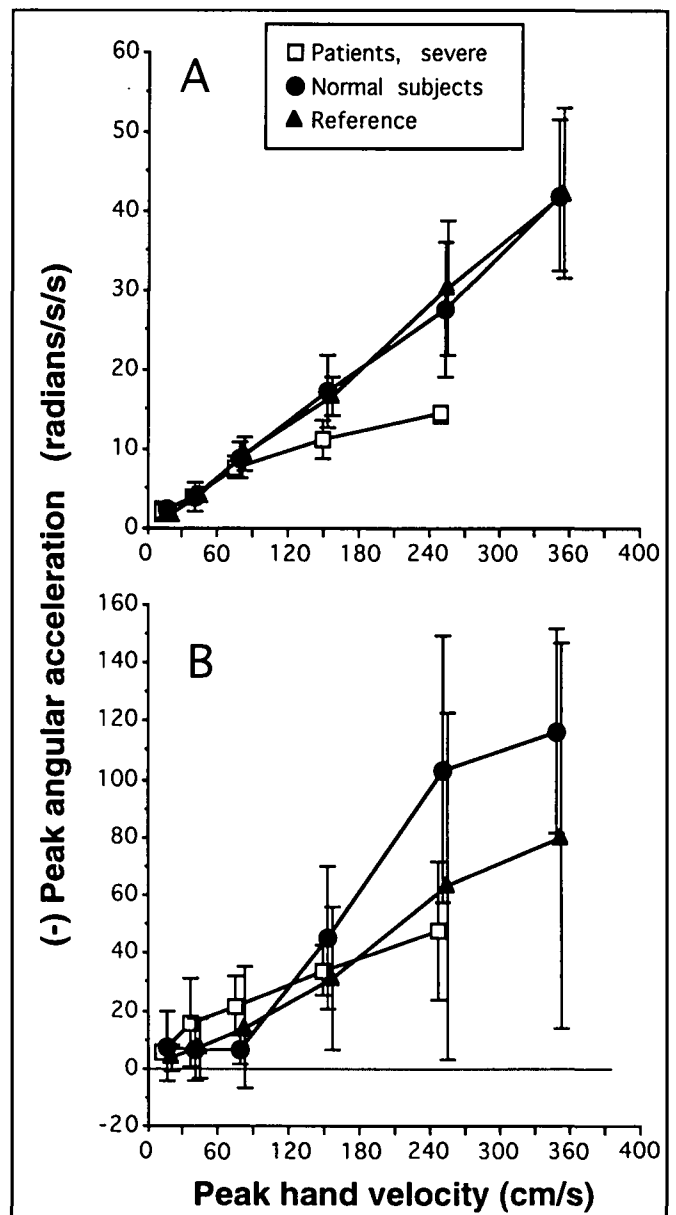 A
Patients, severe
Normal subjects
Reference
60
50
40
30
20
10
0
0 60 120 180 240 300 360 400
(-) Peak angular acceleration (radians/s/s)
B
160
140
120
100
80
60
40
20
0
-20
0 60 120 180 240 300 360 400
Peak hand velocity (cm/s)